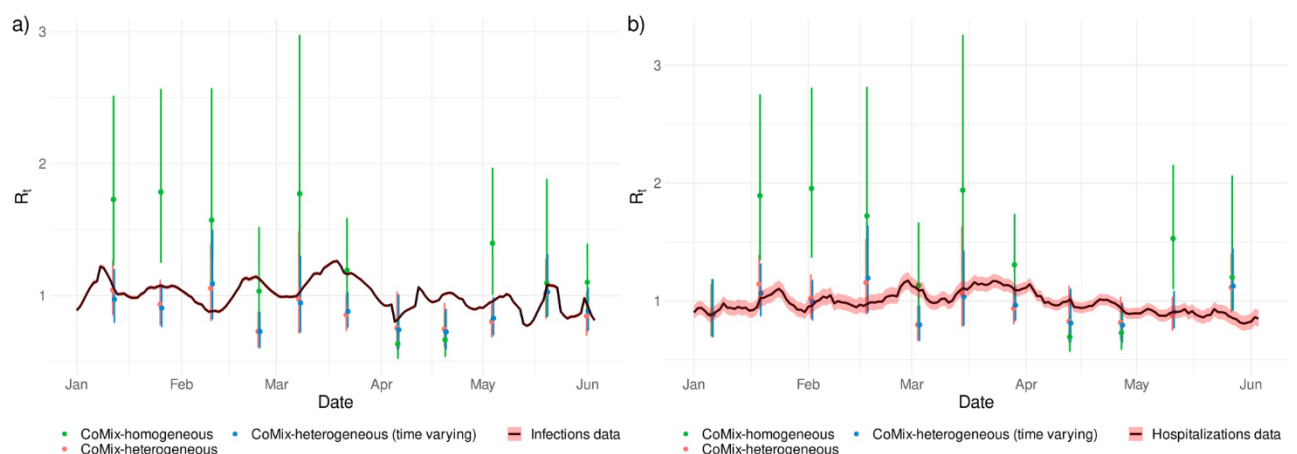 a)
3
2
1
R_t
Jan Feb Mar Apr May Jun
Date
CoMix-homogeneous CoMix-heterogeneous (time varying) Infections data
CoMix-heterogeneous
b)
3
2
1
R_t
Jan Feb Mar Apr May Jun
Date
CoMix-homogeneous CoMix-heterogeneous (time varying) Hospitalizations data
CoMix-heterogeneous